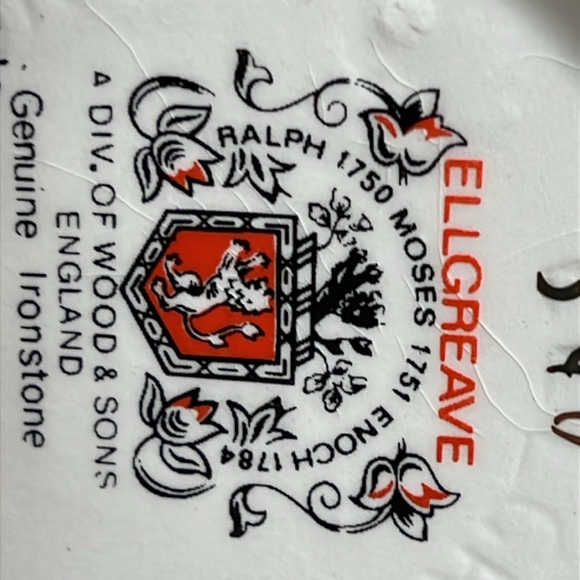 ELLGREAVE
RALPH 1750 MOSES 1751 ENOCH 1784
A DIV. OF WOOD & SONS
ENGLAND
. Genuine Ironstone